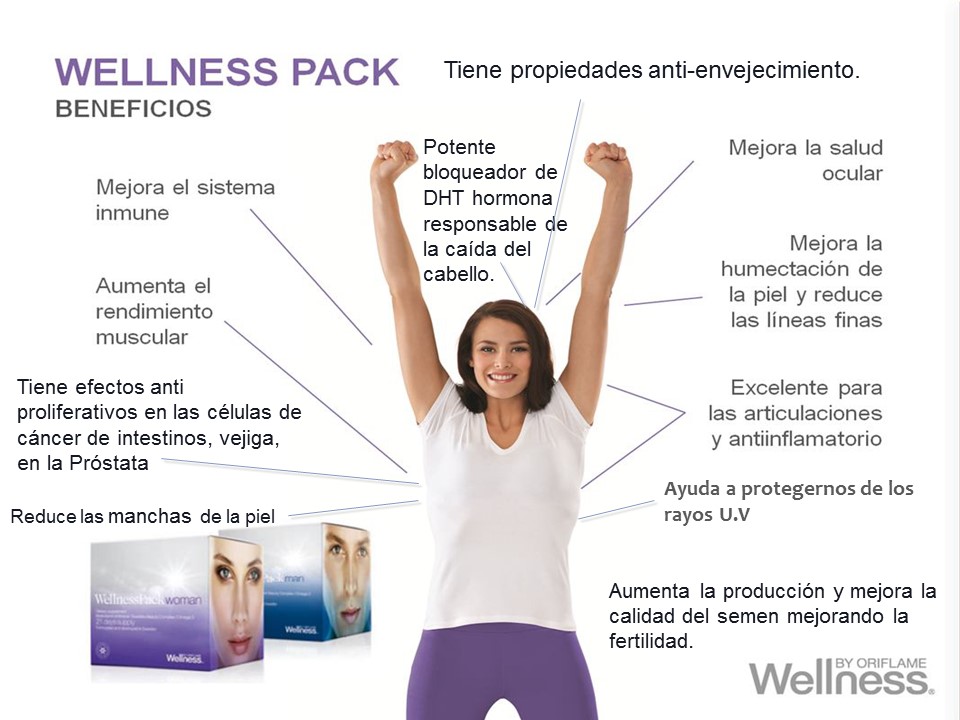 WELLNESS PACK
BENEFICIOS
Tiene propiedades anti-envejecimiento.
Potente
bloqueador de
DHT hormona
responsable de
la caída del
cabello.
Mejora la salud
ocular
Mejora el sistema
inmune
Mejora la
humectación de
la piel y reduce
las líneas finas
Aumenta el
rendimiento
muscular
Tiene efectos anti
proliferativos en las células de
cáncer de intestinos, vejiga,
en la Próstata
Excelente para
las articulaciones
y antiinflamatorio
Ayuda a protegernos de los
rayos U.V
Reduce las manchas de la piel
WellnessPack woman
21 days supply
Wellness.
man
Wellness.
Aumenta la producción y mejora la
calidad del semen mejorando la
fertilidad.
BY ORIFLAME
Wellness.